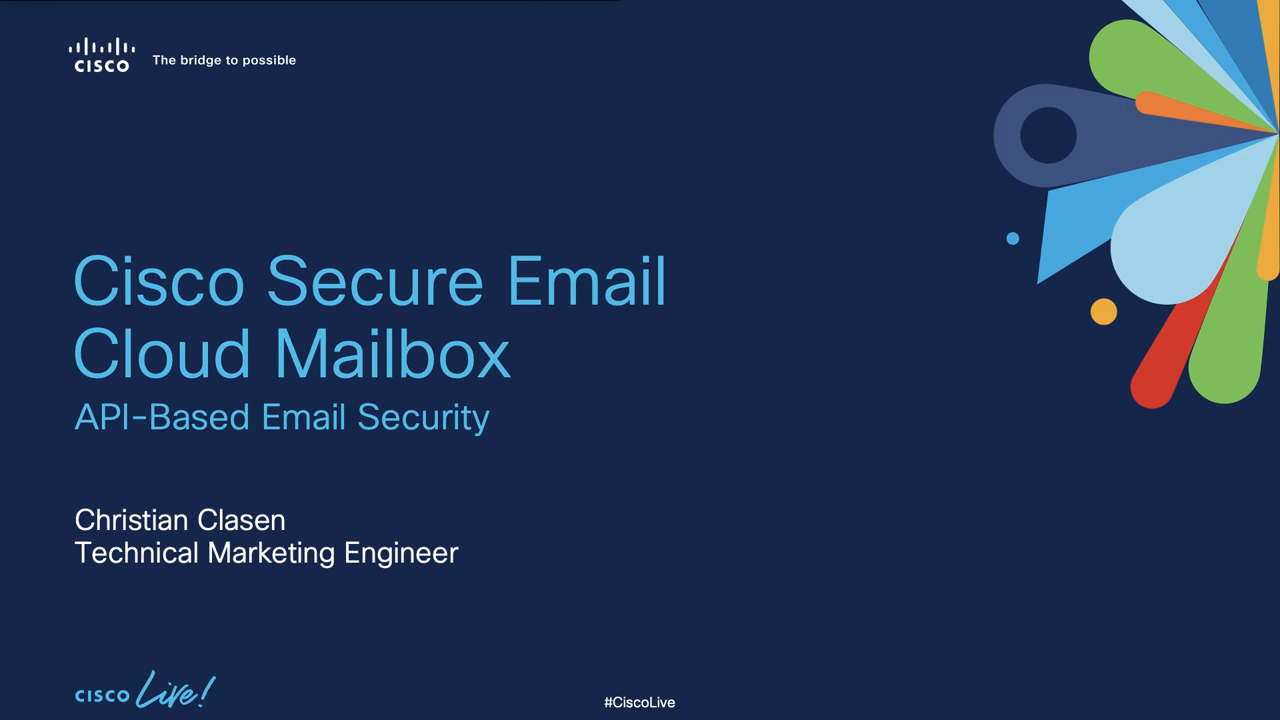 CISCO
The bridge to possible
Cisco Secure Email
Cloud Mailbox
API-Based Email Security
Christian Clasen
Technical Marketing Engineer
CISCO Live!
#CiscoLive